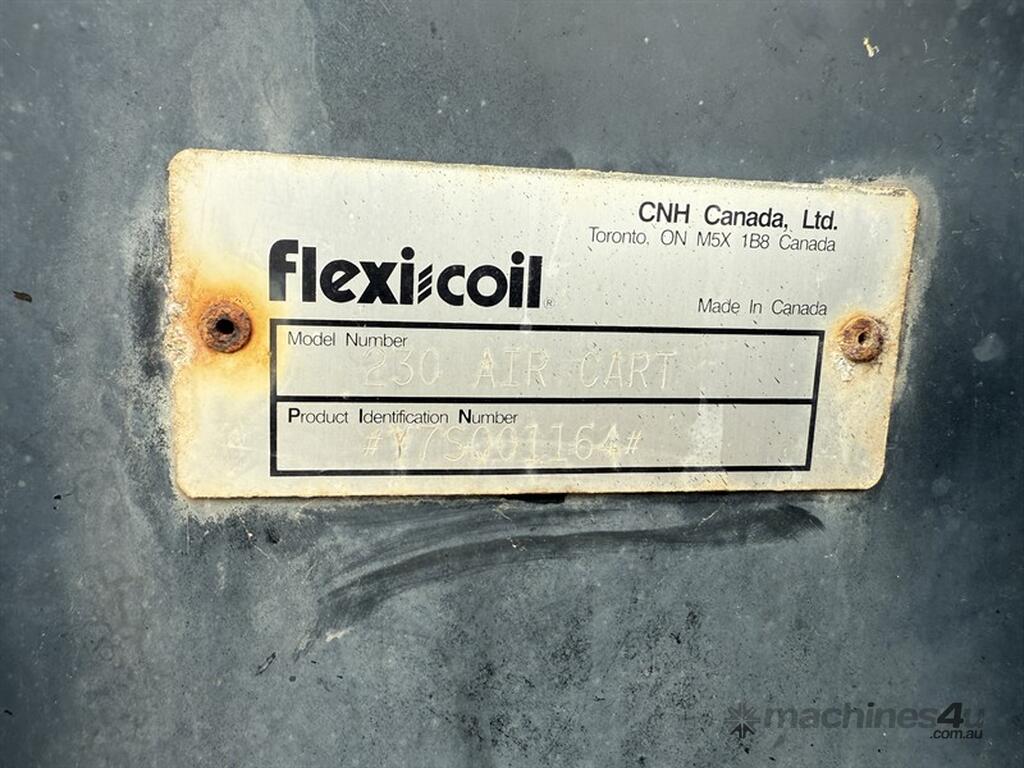 CNH Canada, Ltd.
Toronto, ON M5X 1B8 Canada
flexi-coil®
Made In Canada
Model Number
230 AIR CART
Product Identification Number
#Y7S001164#
machines4u
.com.au